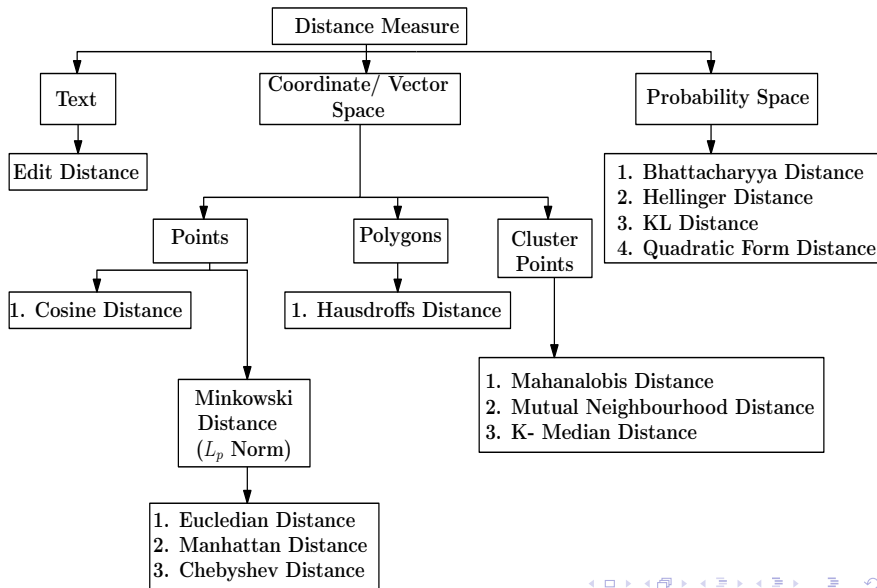 Distance Measure
Text
Coordinate/ Vector
Space
Probability Space
Edit Distance
1. Bhattacharyya Distance
2. Hellinger Distance
3. KL Distance
4. Quadratic Form Distance
Points
Polygons
Cluster
Points
1. Cosine Distance
1. Hausdroffs Distance
Minkowski
Distance
(L_p Norm)
1. Mahanalobis Distance
2. Mutual Neighbourhood Distance
3. K- Median Distance
1. Eucledian Distance
2. Manhattan Distance
3. Chebyshev Distance